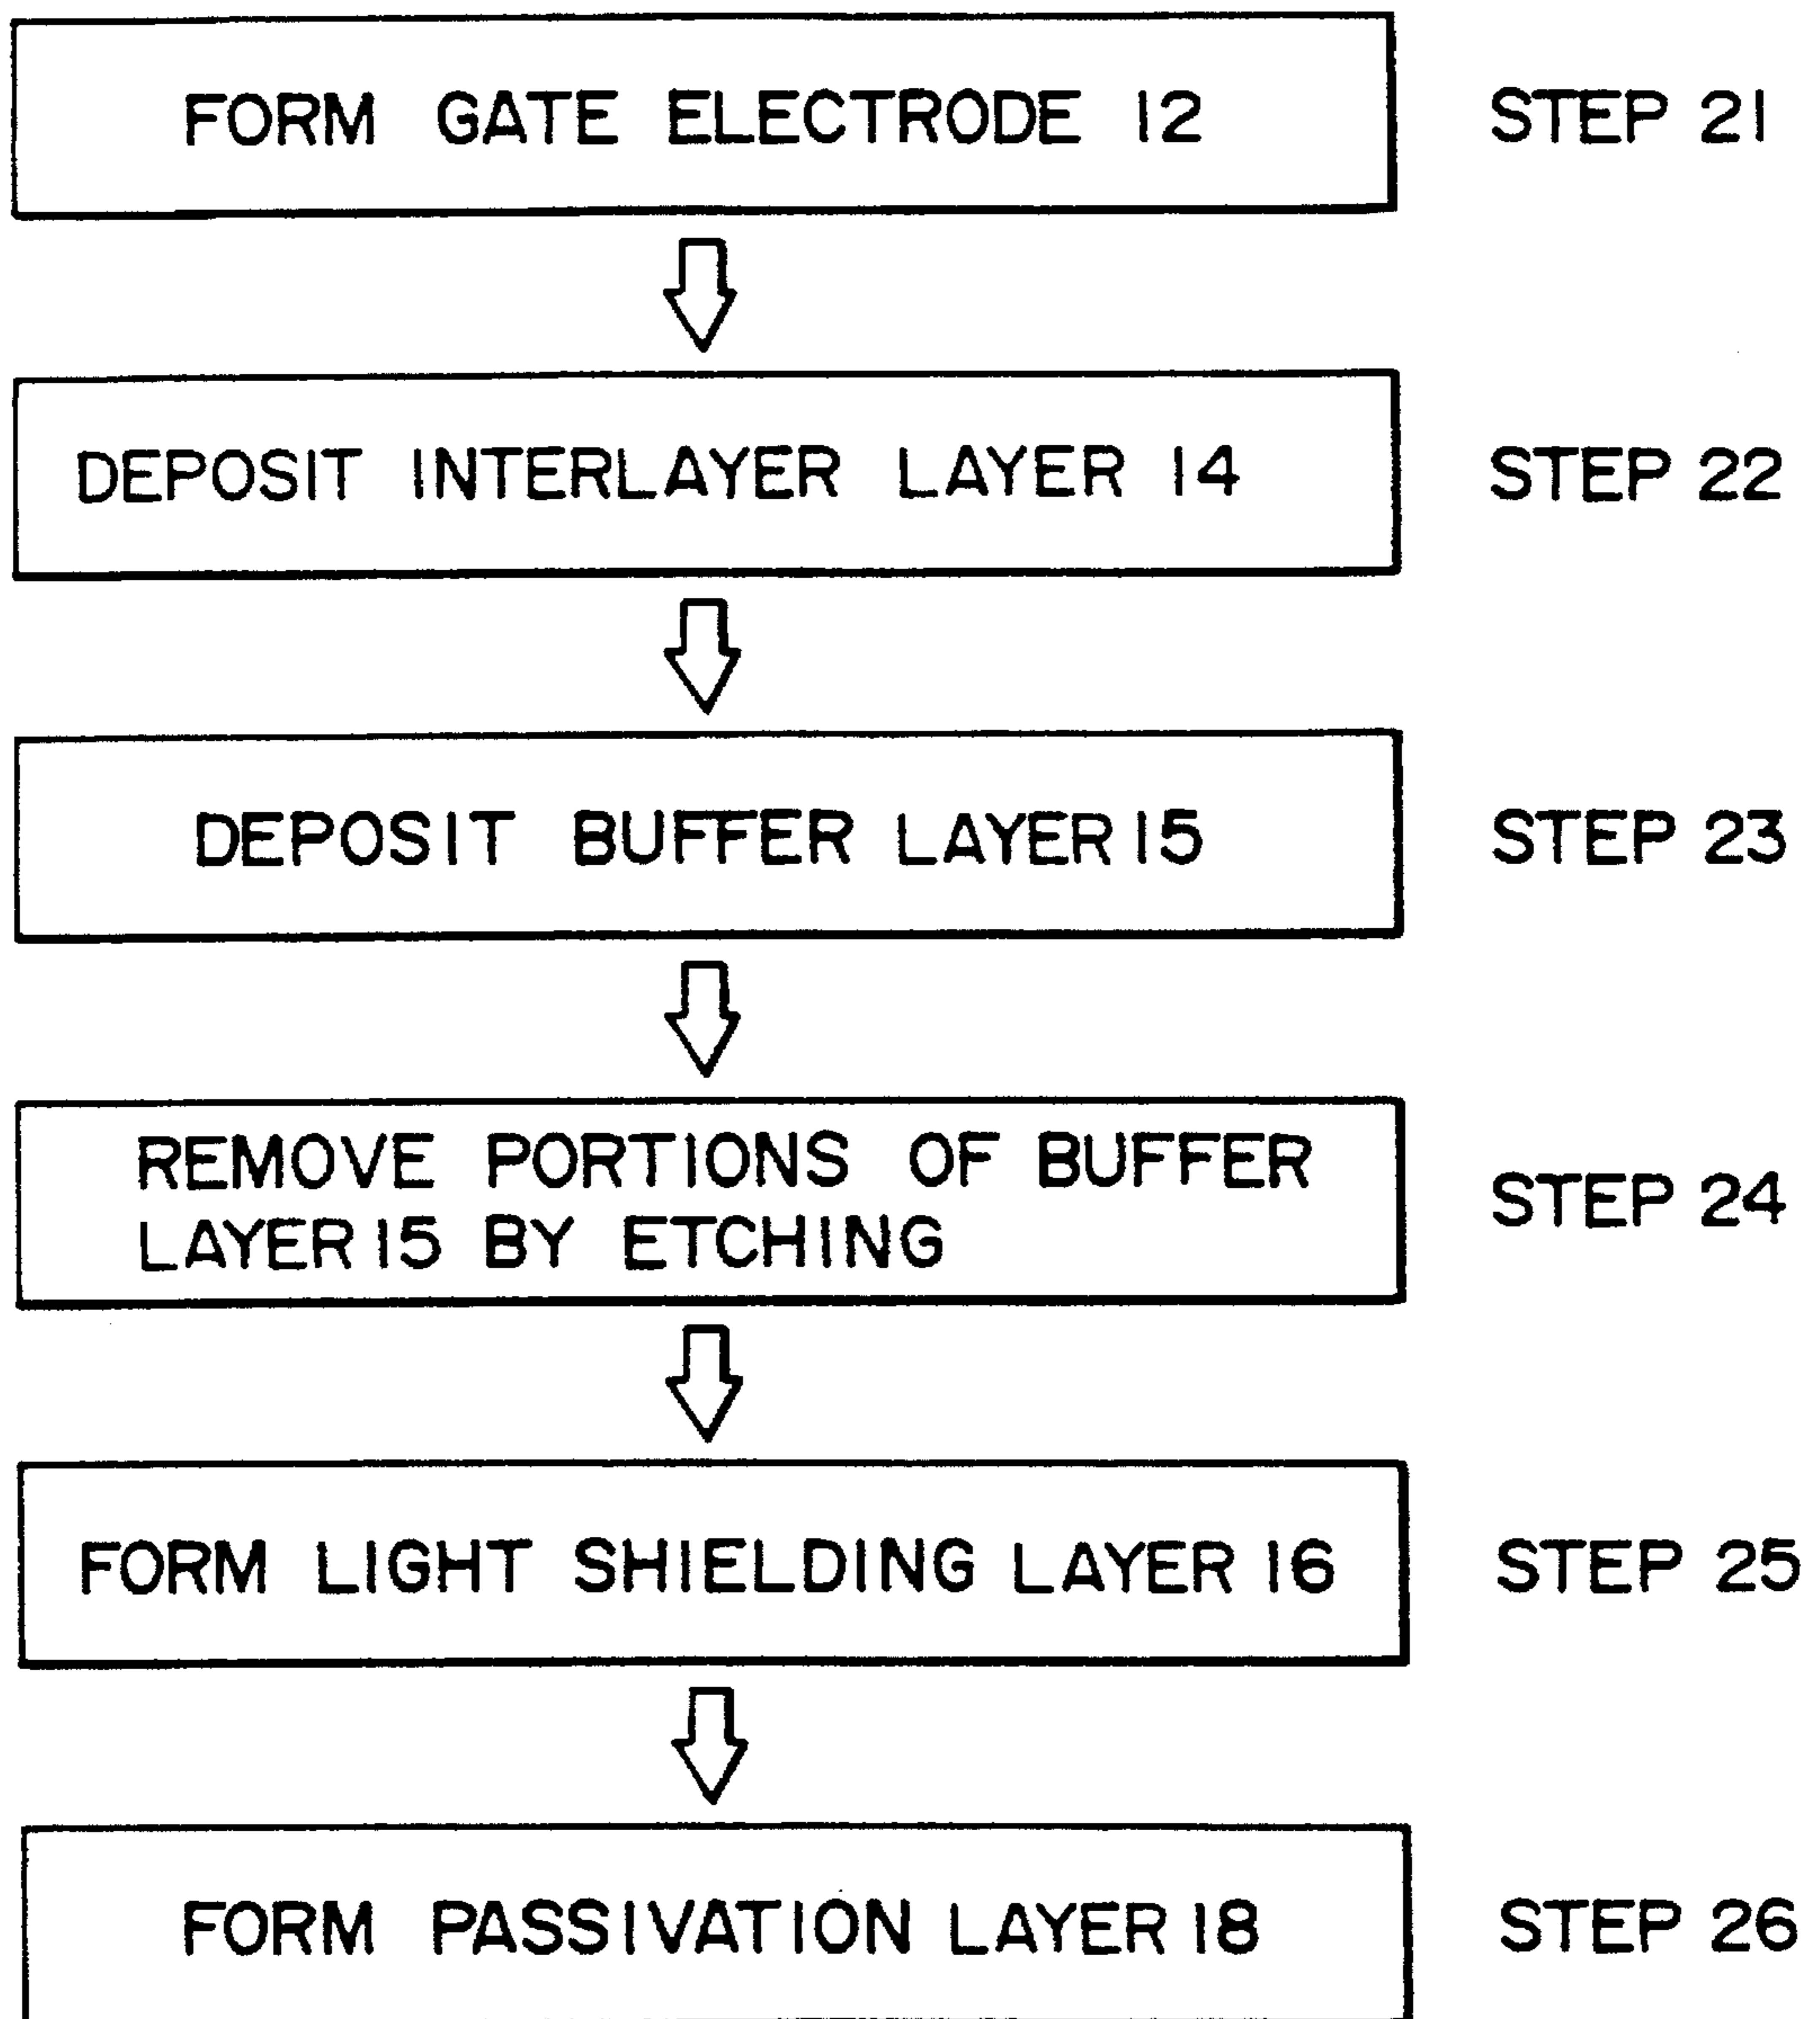 FORM GATE ELECTRODE 12
STEP 21
DEPOSIT INTERLAYER LAYER 14
STEP 22
DEPOSIT BUFFER LAYER 15
STEP 23
REMOVE PORTIONS OF BUFFER
LAYER 15 BY ETCHING
STEP 24
FORM LIGHT SHIELDING LAYER 16
STEP 25
FORM PASSIVATION LAYER 18
STEP 26